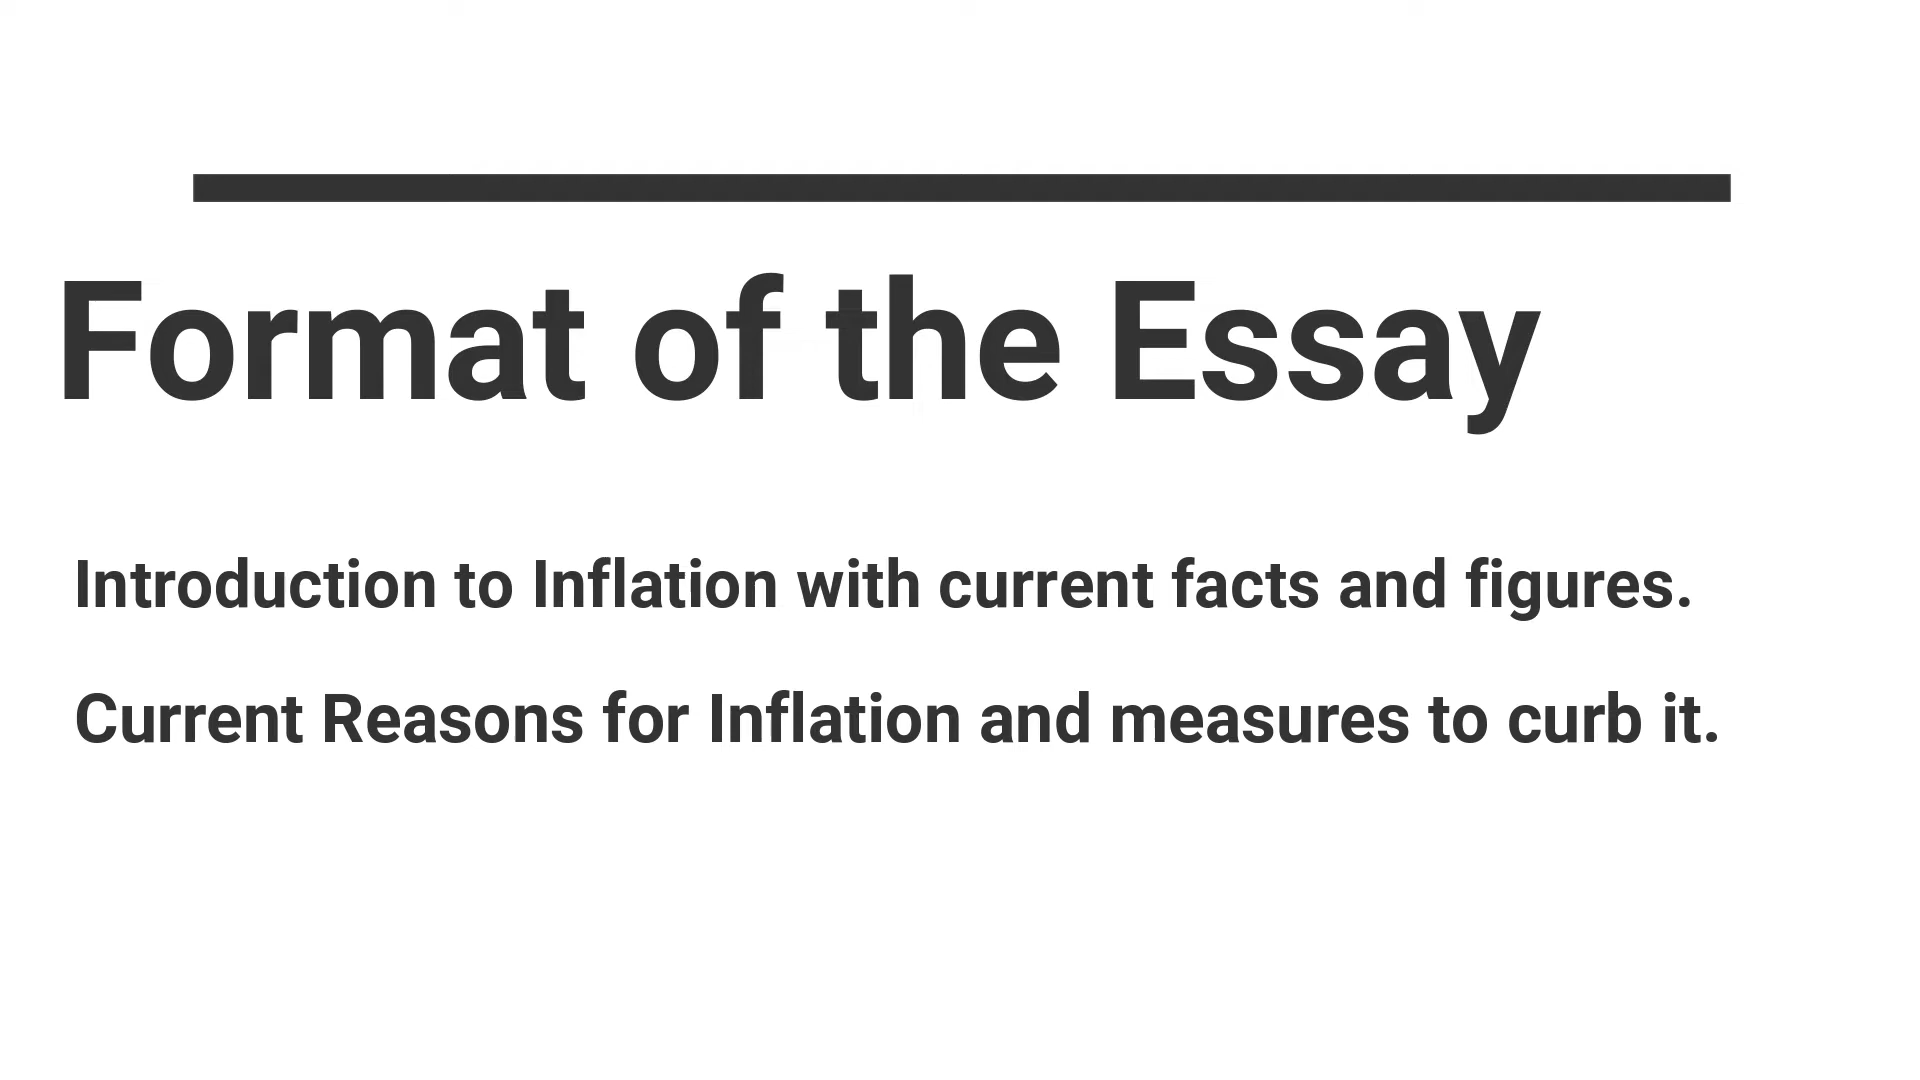 Format of the Essay
Introduction to Inflation with current facts and figures.
Current Reasons for Inflation and measures to curb it.